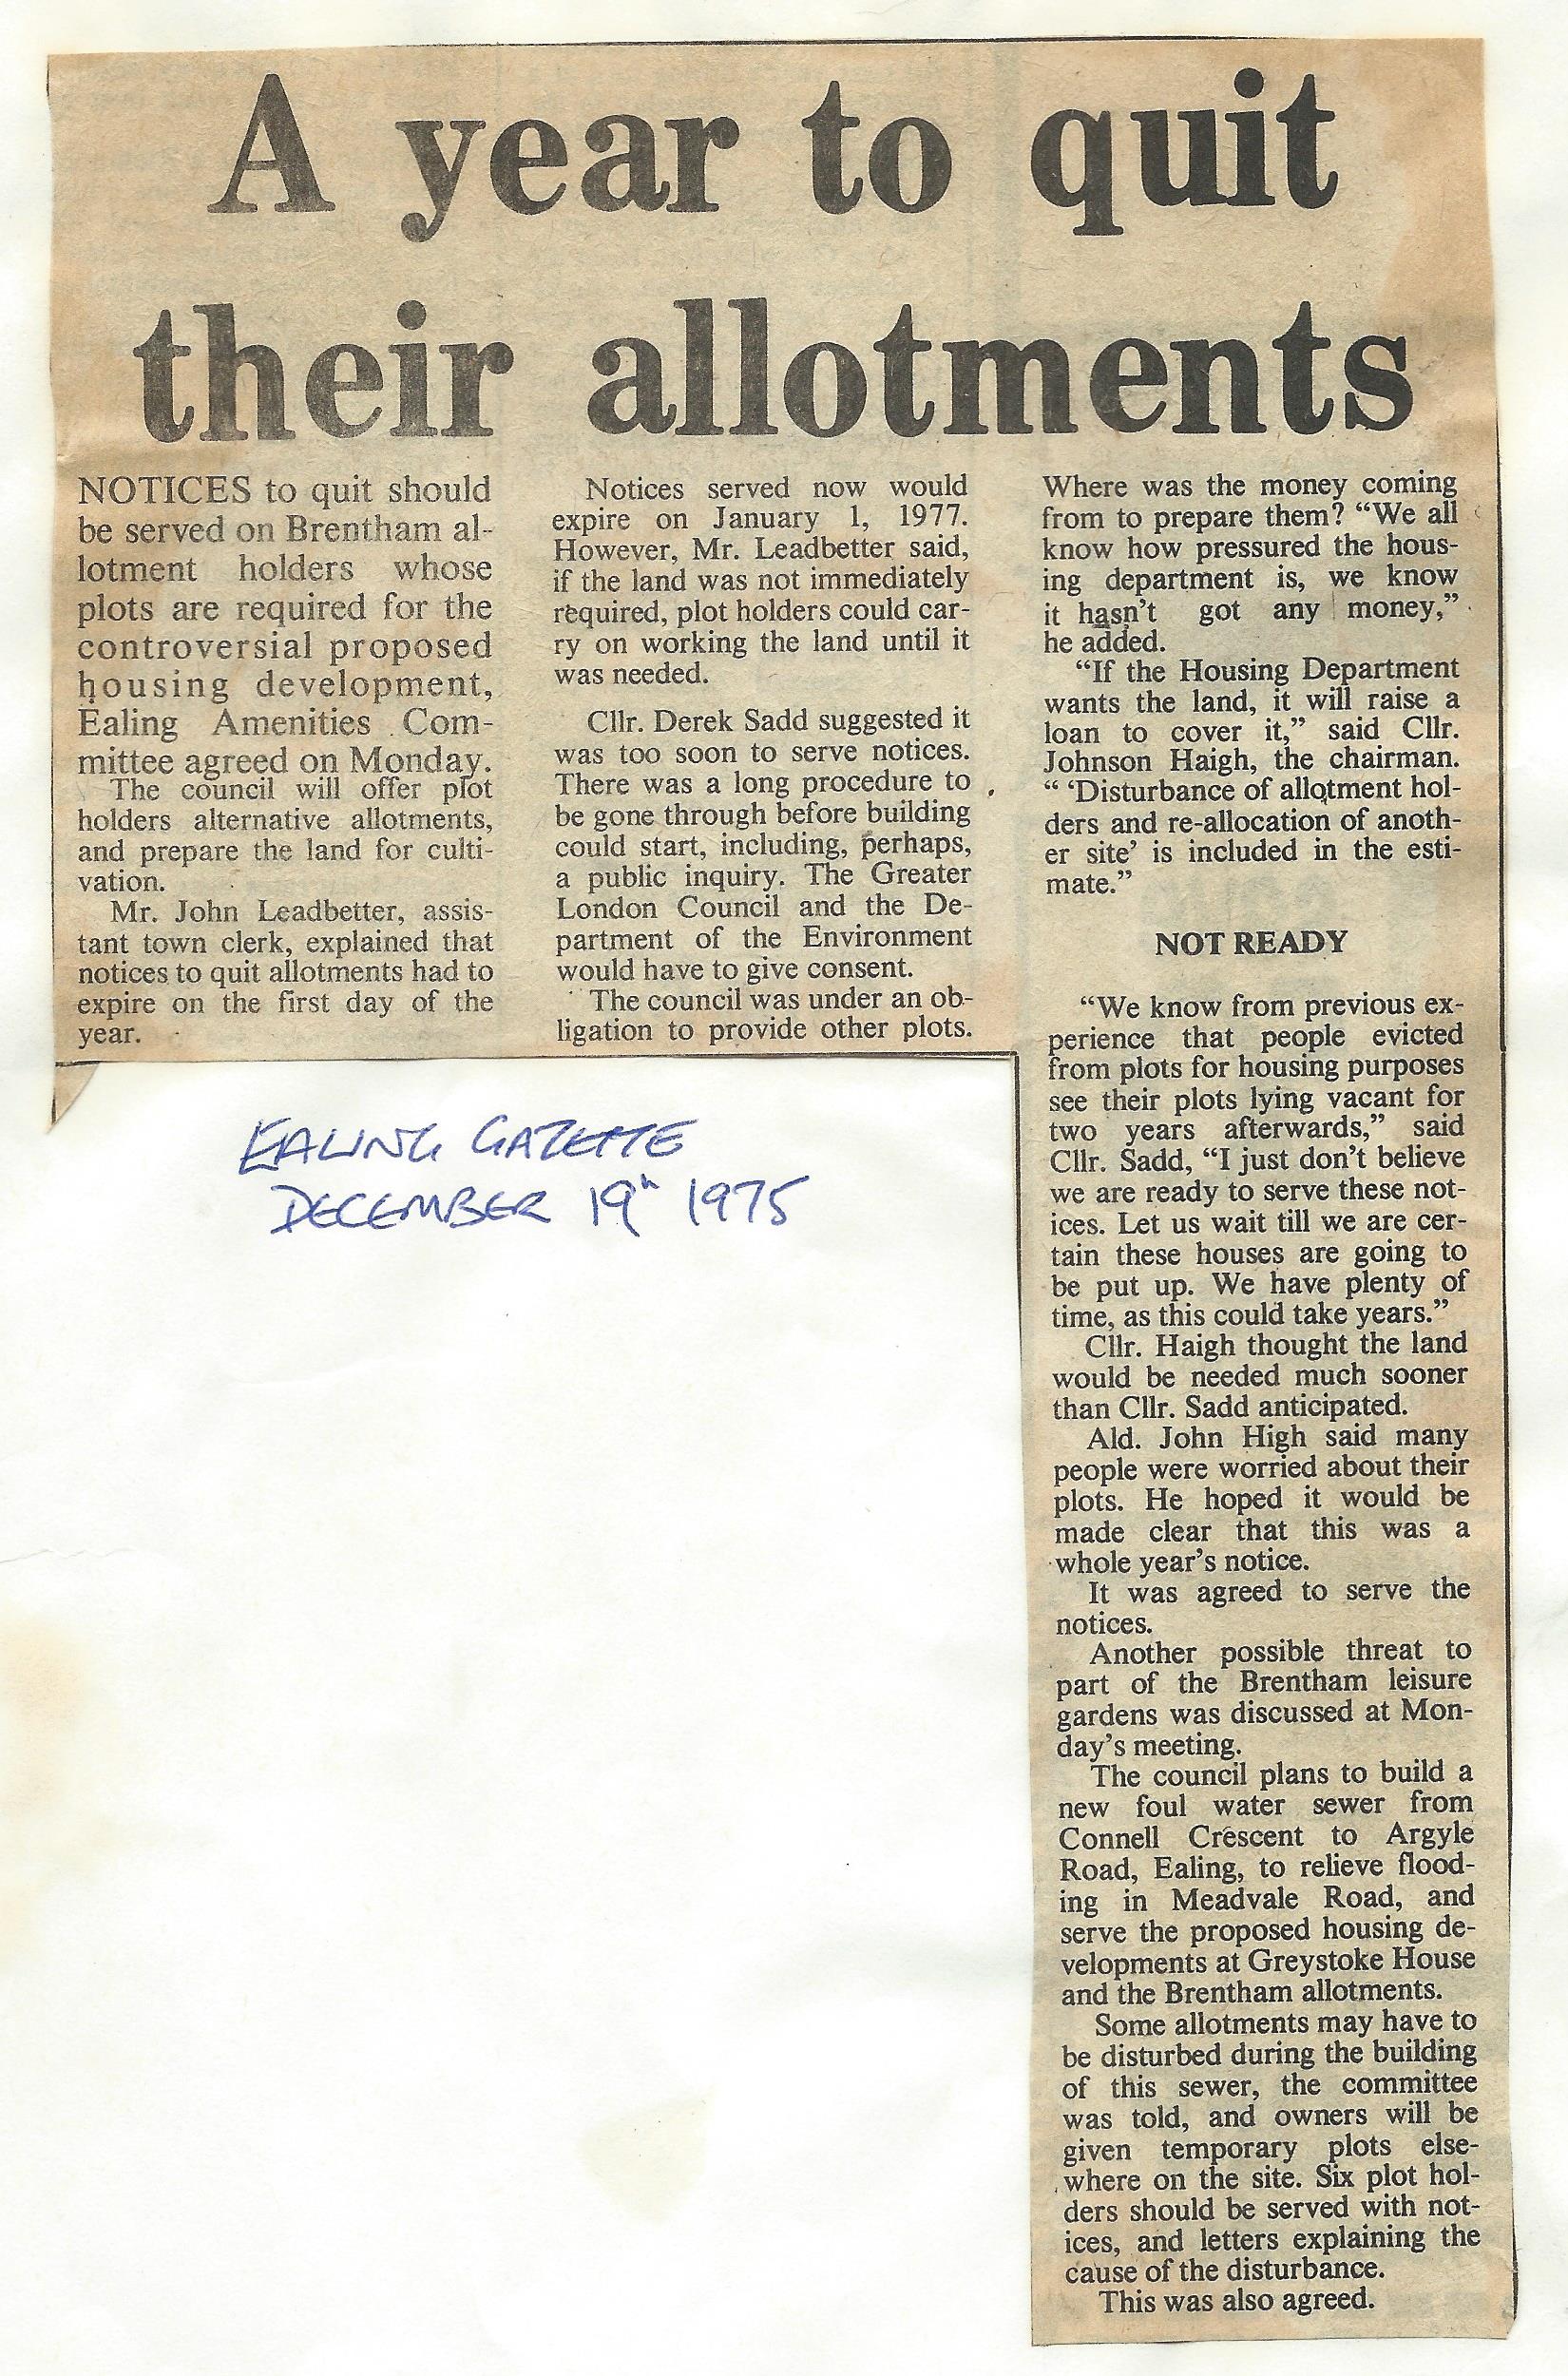 A year to quit
their allotments
NOTICES to quit should
be served on Brentham al-
lotment holders whose
plots are required for the
controversial proposed
housing development,
Ealing Amenities Com-
mittee agreed on Monday.
The council will offer plot
holders alternative allotments,
and prepare the land for culti-
vation.
Mr. John Leadbetter, assis-
tant town clerk, explained that
notices to quit allotments had to
expire on the first day of the
year.
Notices served now would
expire on January 1, 1977.
However, Mr. Leadbetter said,
if the land was not immediately
required, plot holders could car-
ry on working the land until it
was needed.
Cllr. Derek Sadd suggested it
was too soon to serve notices.
There was a long procedure to
be gone through before building
could start, including, perhaps,
a public inquiry. The Greater
London Council and the De-
partment of the Environment
would have to give consent.
The council was under an ob-
ligation to provide other plots.
Where was the money coming
from to prepare them? “We all
know how pressured the hous-
ing department is, we know
it hasn’t got any money,”
he added.
“If the Housing Department
wants the land, it will raise a
loan to cover it,” said Cllr.
Johnson Haigh, the chairman.
“ ‘Disturbance of allotment hol-
ders and re-allocation of anoth-
er site’ is included in the esti-
mate.”
NOT READY
“We know from previous ex-
perience that people evicted
from plots for housing purposes
see their plots lying vacant for
two years afterwards,” said
Cllr. Sadd, “I just don’t believe
we are ready to serve these not-
ices. Let us wait till we are cer-
tain these houses are going to
be put up. We have plenty of
time, as this could take years.”
Cllr. Haigh thought the land
would be needed much sooner
than Cllr. Sadd anticipated.
Ald. John High said many
people were worried about their
plots. He hoped it would be
made clear that this was a
whole year’s notice.
It was agreed to serve the
notices.
Another possible threat to
part of the Brentham leisure
gardens was discussed at Mon-
day’s meeting.
The council plans to build a
new foul water sewer from
Connell Crescent to Argyle
Road, Ealing, to relieve flood-
ing in Meadvale Road, and
serve the proposed housing de-
velopments at Greystoke House
and the Brentham allotments.
Some allotments may have to
be disturbed during the building
of this sewer, the committee
was told, and owners will be
given temporary plots else-
where on the site. Six plot hol-
ders should be served with not-
ices, and letters explaining the
cause of the disturbance.
This was also agreed.
EALING GAZETTE
DECEMBER 19th 1975